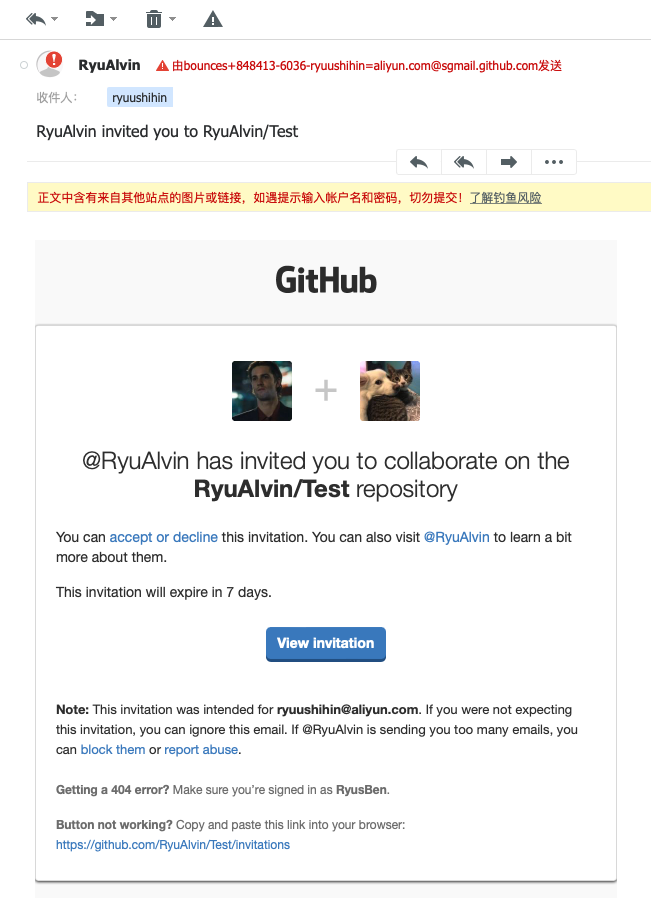 RyuAlvin 由bounces+848413-6036-ryuushihin=aliyun.com@sgmail.github.com发送
收件人： ryuushihin
RyuAlvin invited you to RyuAlvin/Test
正文中含有来自其他站点的图片或链接，如遇提示输入帐户名和密码，切勿提交！了解钓鱼风险
GitHub
@RyuAlvin has invited you to collaborate on the
RyuAlvin/Test repository
You can accept or decline this invitation. You can also visit @RyuAlvin to learn a bit
more about them.
This invitation will expire in 7 days.
View invitation
Note: This invitation was intended for ryuushihin@aliyun.com. If you were not expecting
this invitation, you can ignore this email. If @RyuAlvin is sending you too many emails, you
can block them or report abuse.
Getting a 404 error? Make sure you're signed in as RyusBen.
Button not working? Copy and paste this link into your browser:
https://github.com/RyuAlvin/Test/invitations